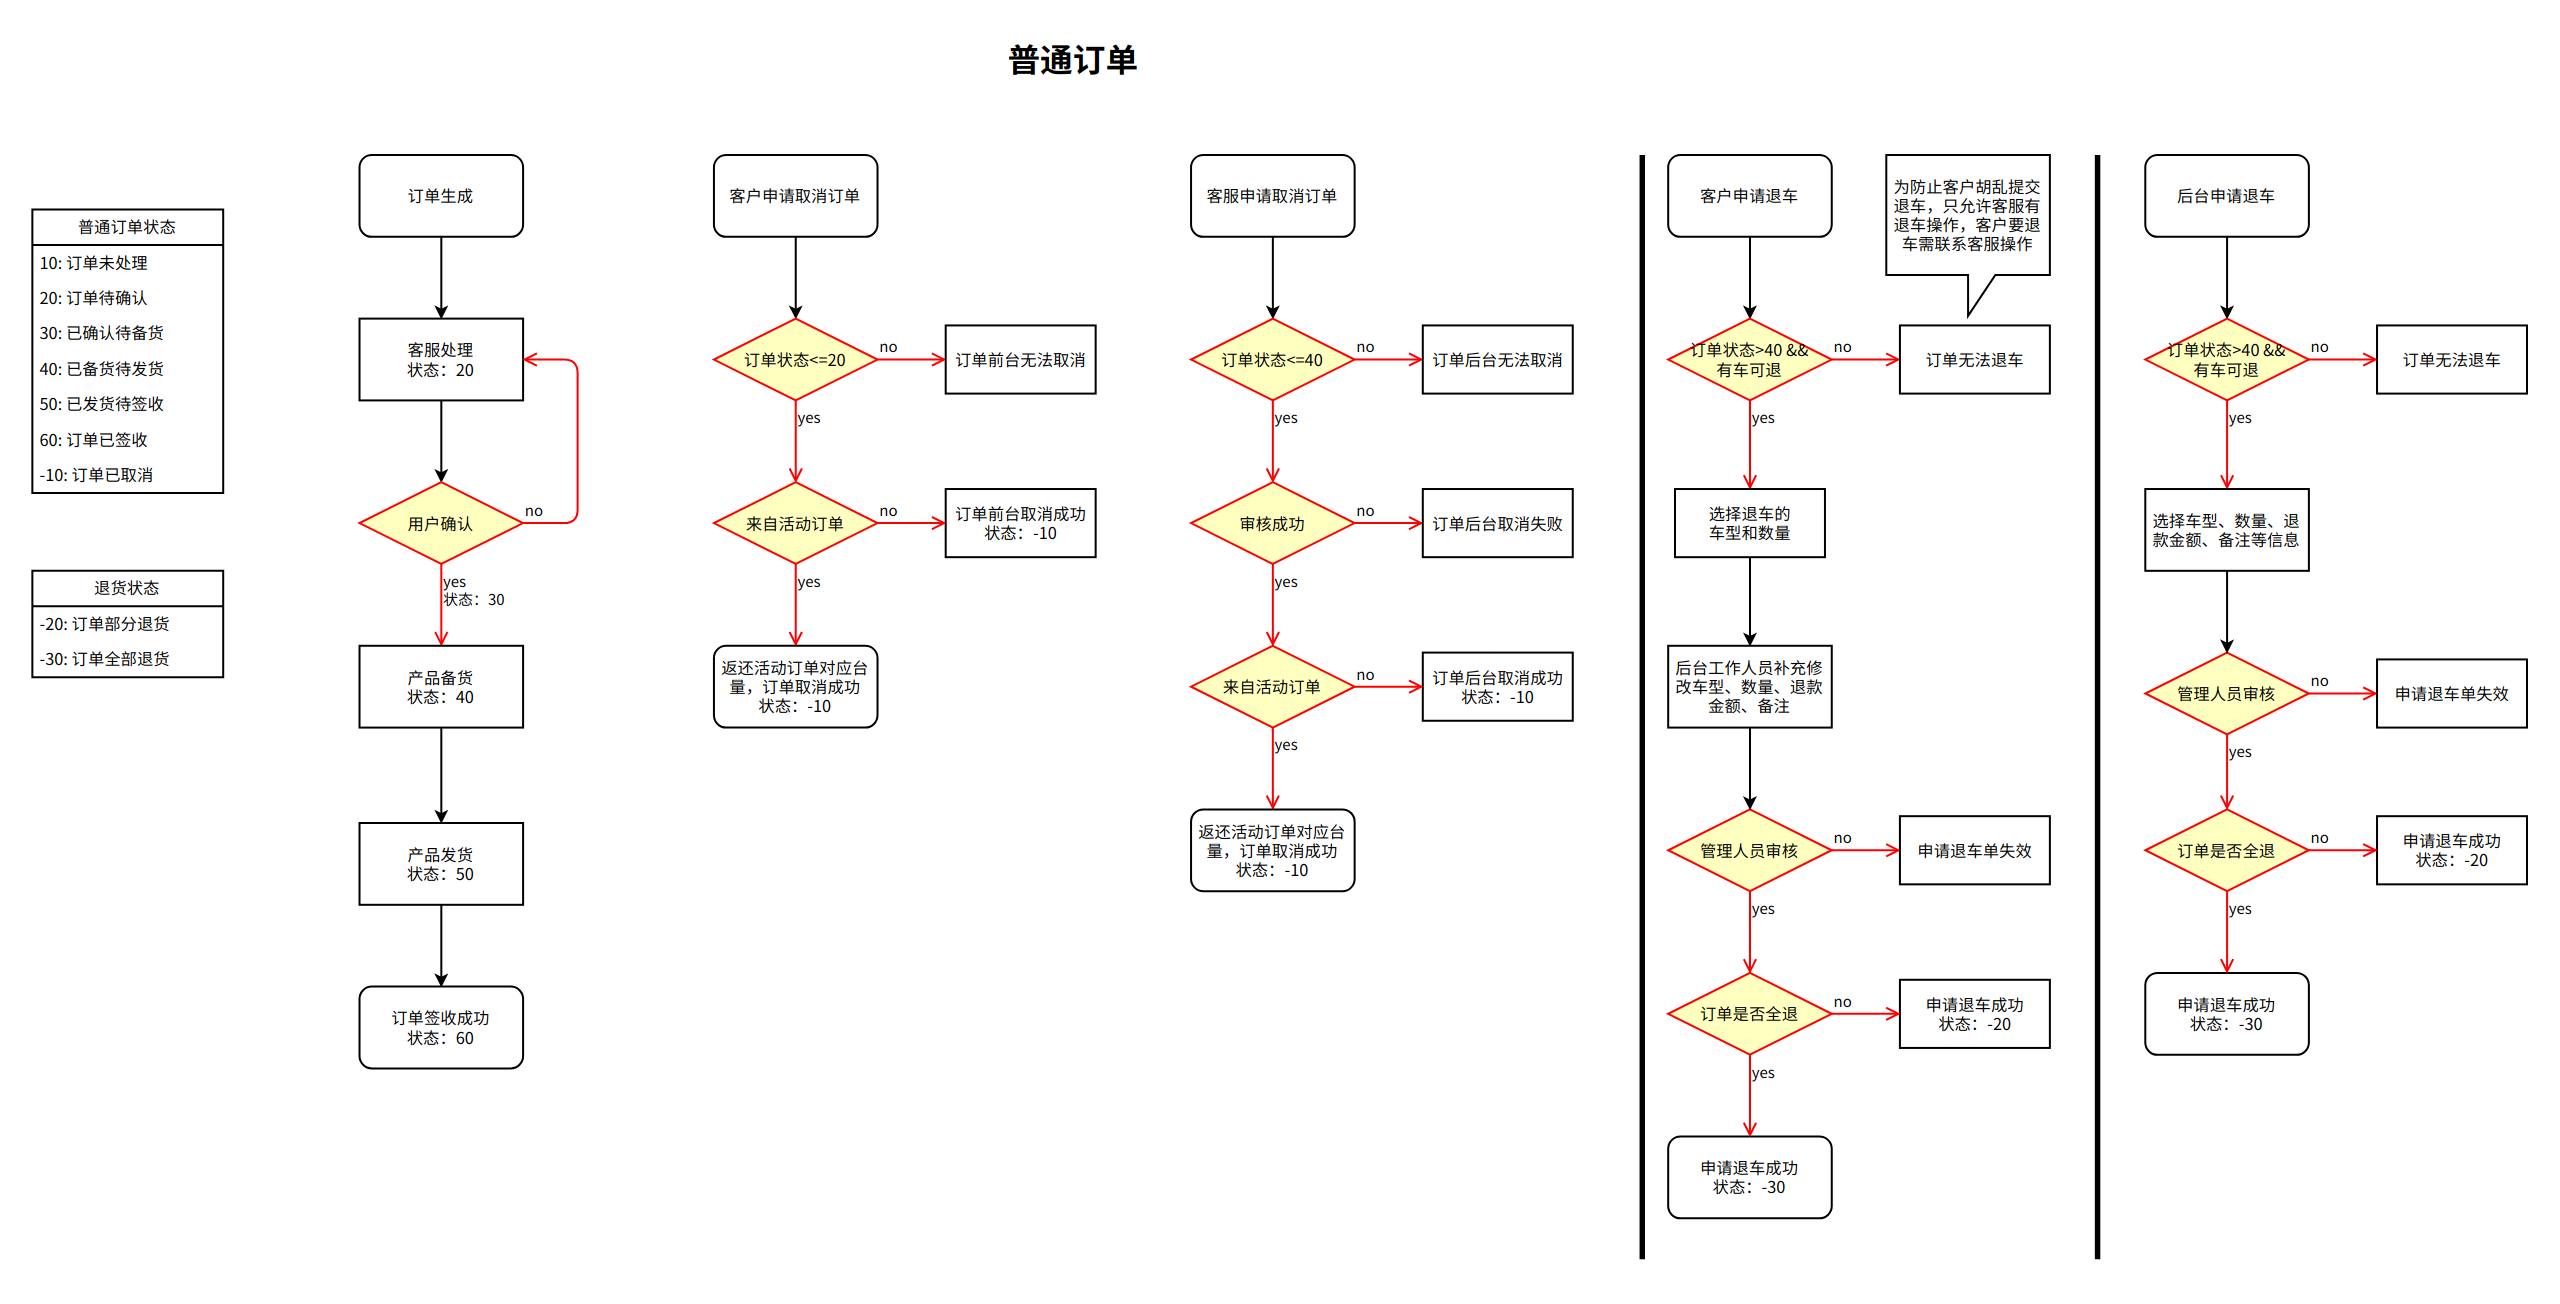 普通订单
普通订单状态
10: 订单未处理
20: 订单待确认
30: 已确认待备货
40: 已备货待发货
50: 已发货待签收
60: 订单已签收
-10: 订单已取消
退货状态
-20: 订单部分退货
-30: 订单全部退货
订单生成
客服处理
状态：20
用户确认
no
yes
状态：30
产品备货
状态：40
产品发货
状态：50
订单签收成功
状态：60
客户申请取消订单
订单状态<=20
no
订单前台无法取消
yes
来自活动订单
no
订单前台取消成功
状态：-10
yes
返还活动订单对应台
量，订单取消成功
状态：-10
客服申请取消订单
订单状态<=40
no
订单后台无法取消
yes
审核成功
no
订单后台取消失败
yes
来自活动订单
no
订单后台取消成功
状态：-10
yes
返还活动订单对应台
量，订单取消成功
状态：-10
客户申请退车
为防止客户胡乱提交
退车，只允许客服有
退车操作，客户要退
车需联系客服操作
订单状态>40 &&
有车可退
no
订单无法退车
yes
选择退车的
车型和数量
后台工作人员补充修
改车型、数量、退款
金额、备注
管理人员审核
no
申请退车单失效
yes
订单是否全退
no
申请退车成功
状态：-20
yes
申请退车成功
状态：-30
后台申请退车
订单状态>40 &&
有车可退
no
订单无法退车
yes
选择车型、数量、退
款金额、备注等信息
管理人员审核
no
申请退车单失效
yes
订单是否全退
no
申请退车成功
状态：-20
yes
申请退车成功
状态：-30